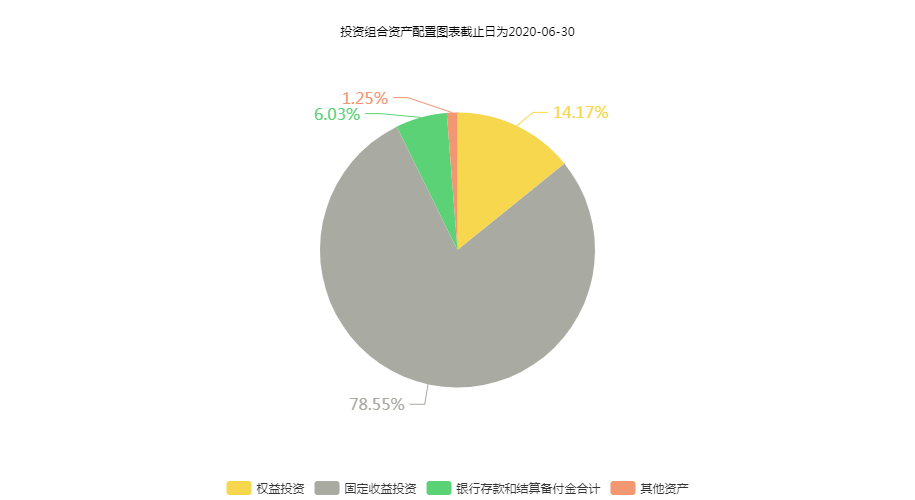 投资组合资产配置图表截止日为2020-06-30
1.25%
6.03%
14.17%
78.55%
权益投资 固定收益投资 银行存款和结算备付金合计 其他资产